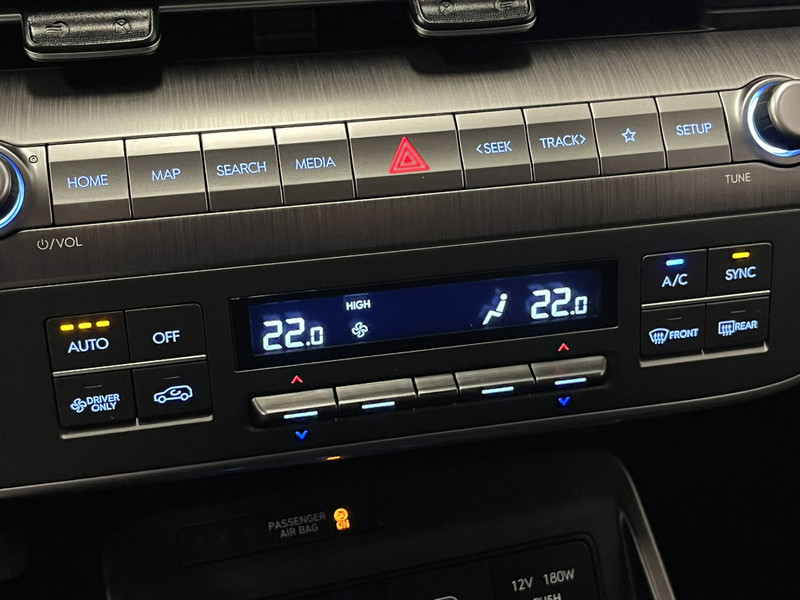 HOME
MAP
SEARCH
MEDIA
<SEEK
TRACK>
SETUP
/VOL
TUNE
HIGH
22.0
22.0
A/C
SYNC
FRONT
REAR
AUTO
OFF
DRIVER
ONLY
PASSENGER
AIR BAG
ON
12V 180W
PUSH